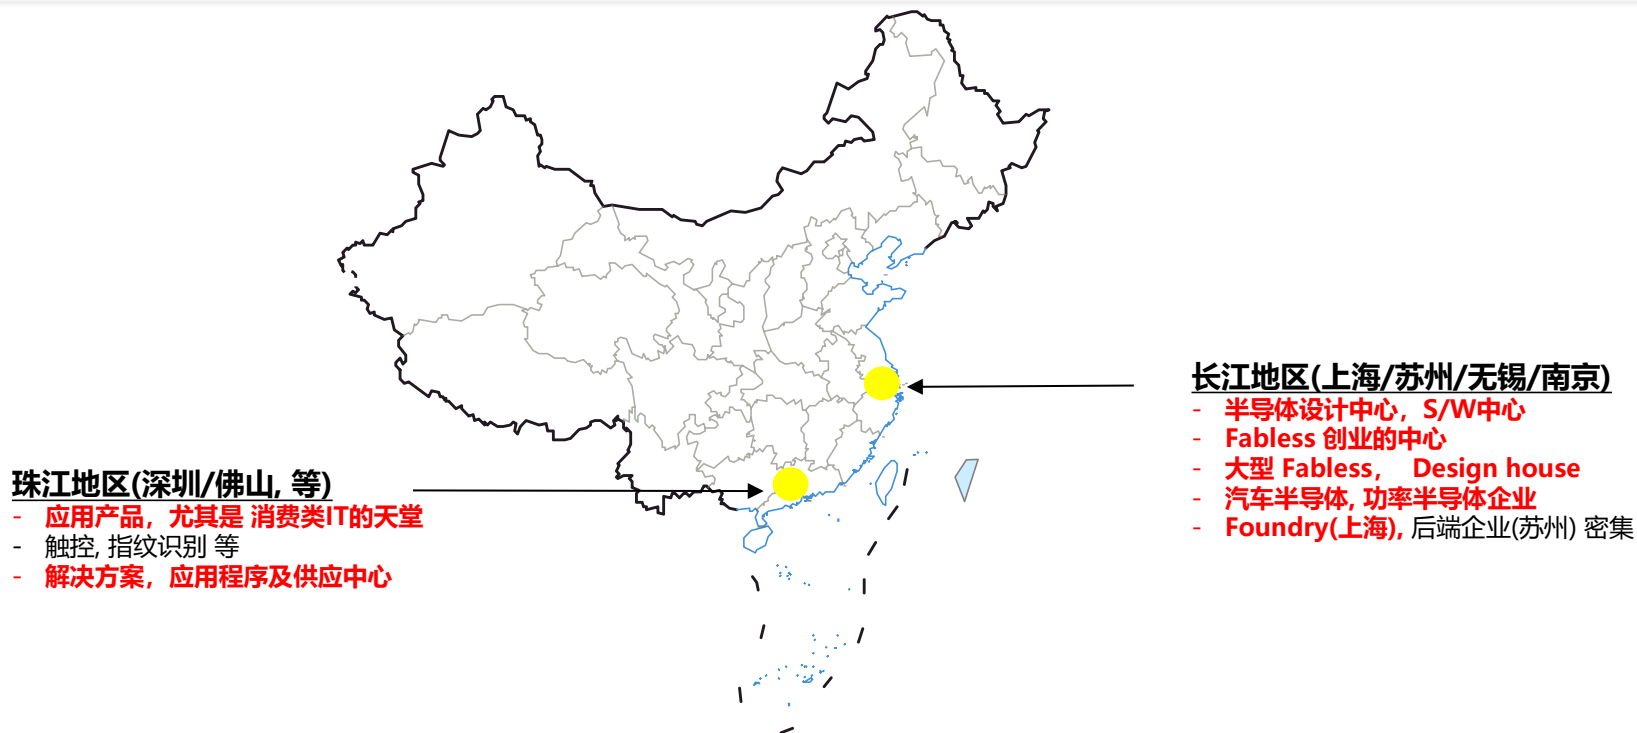 长江地区(上海/苏州/无锡/南京)
- 半导体设计中心，S/W中心
- Fabless 创业的中心
- 大型 Fabless， Design house
- 汽车半导体, 功率半导体企业
- Foundry(上海), 后端企业(苏州) 密集
珠江地区(深圳/佛山, 等)
- 应用产品，尤其是 消费类IT的天堂
- 触控, 指纹识别 等
- 解决方案，应用程序及供应中心